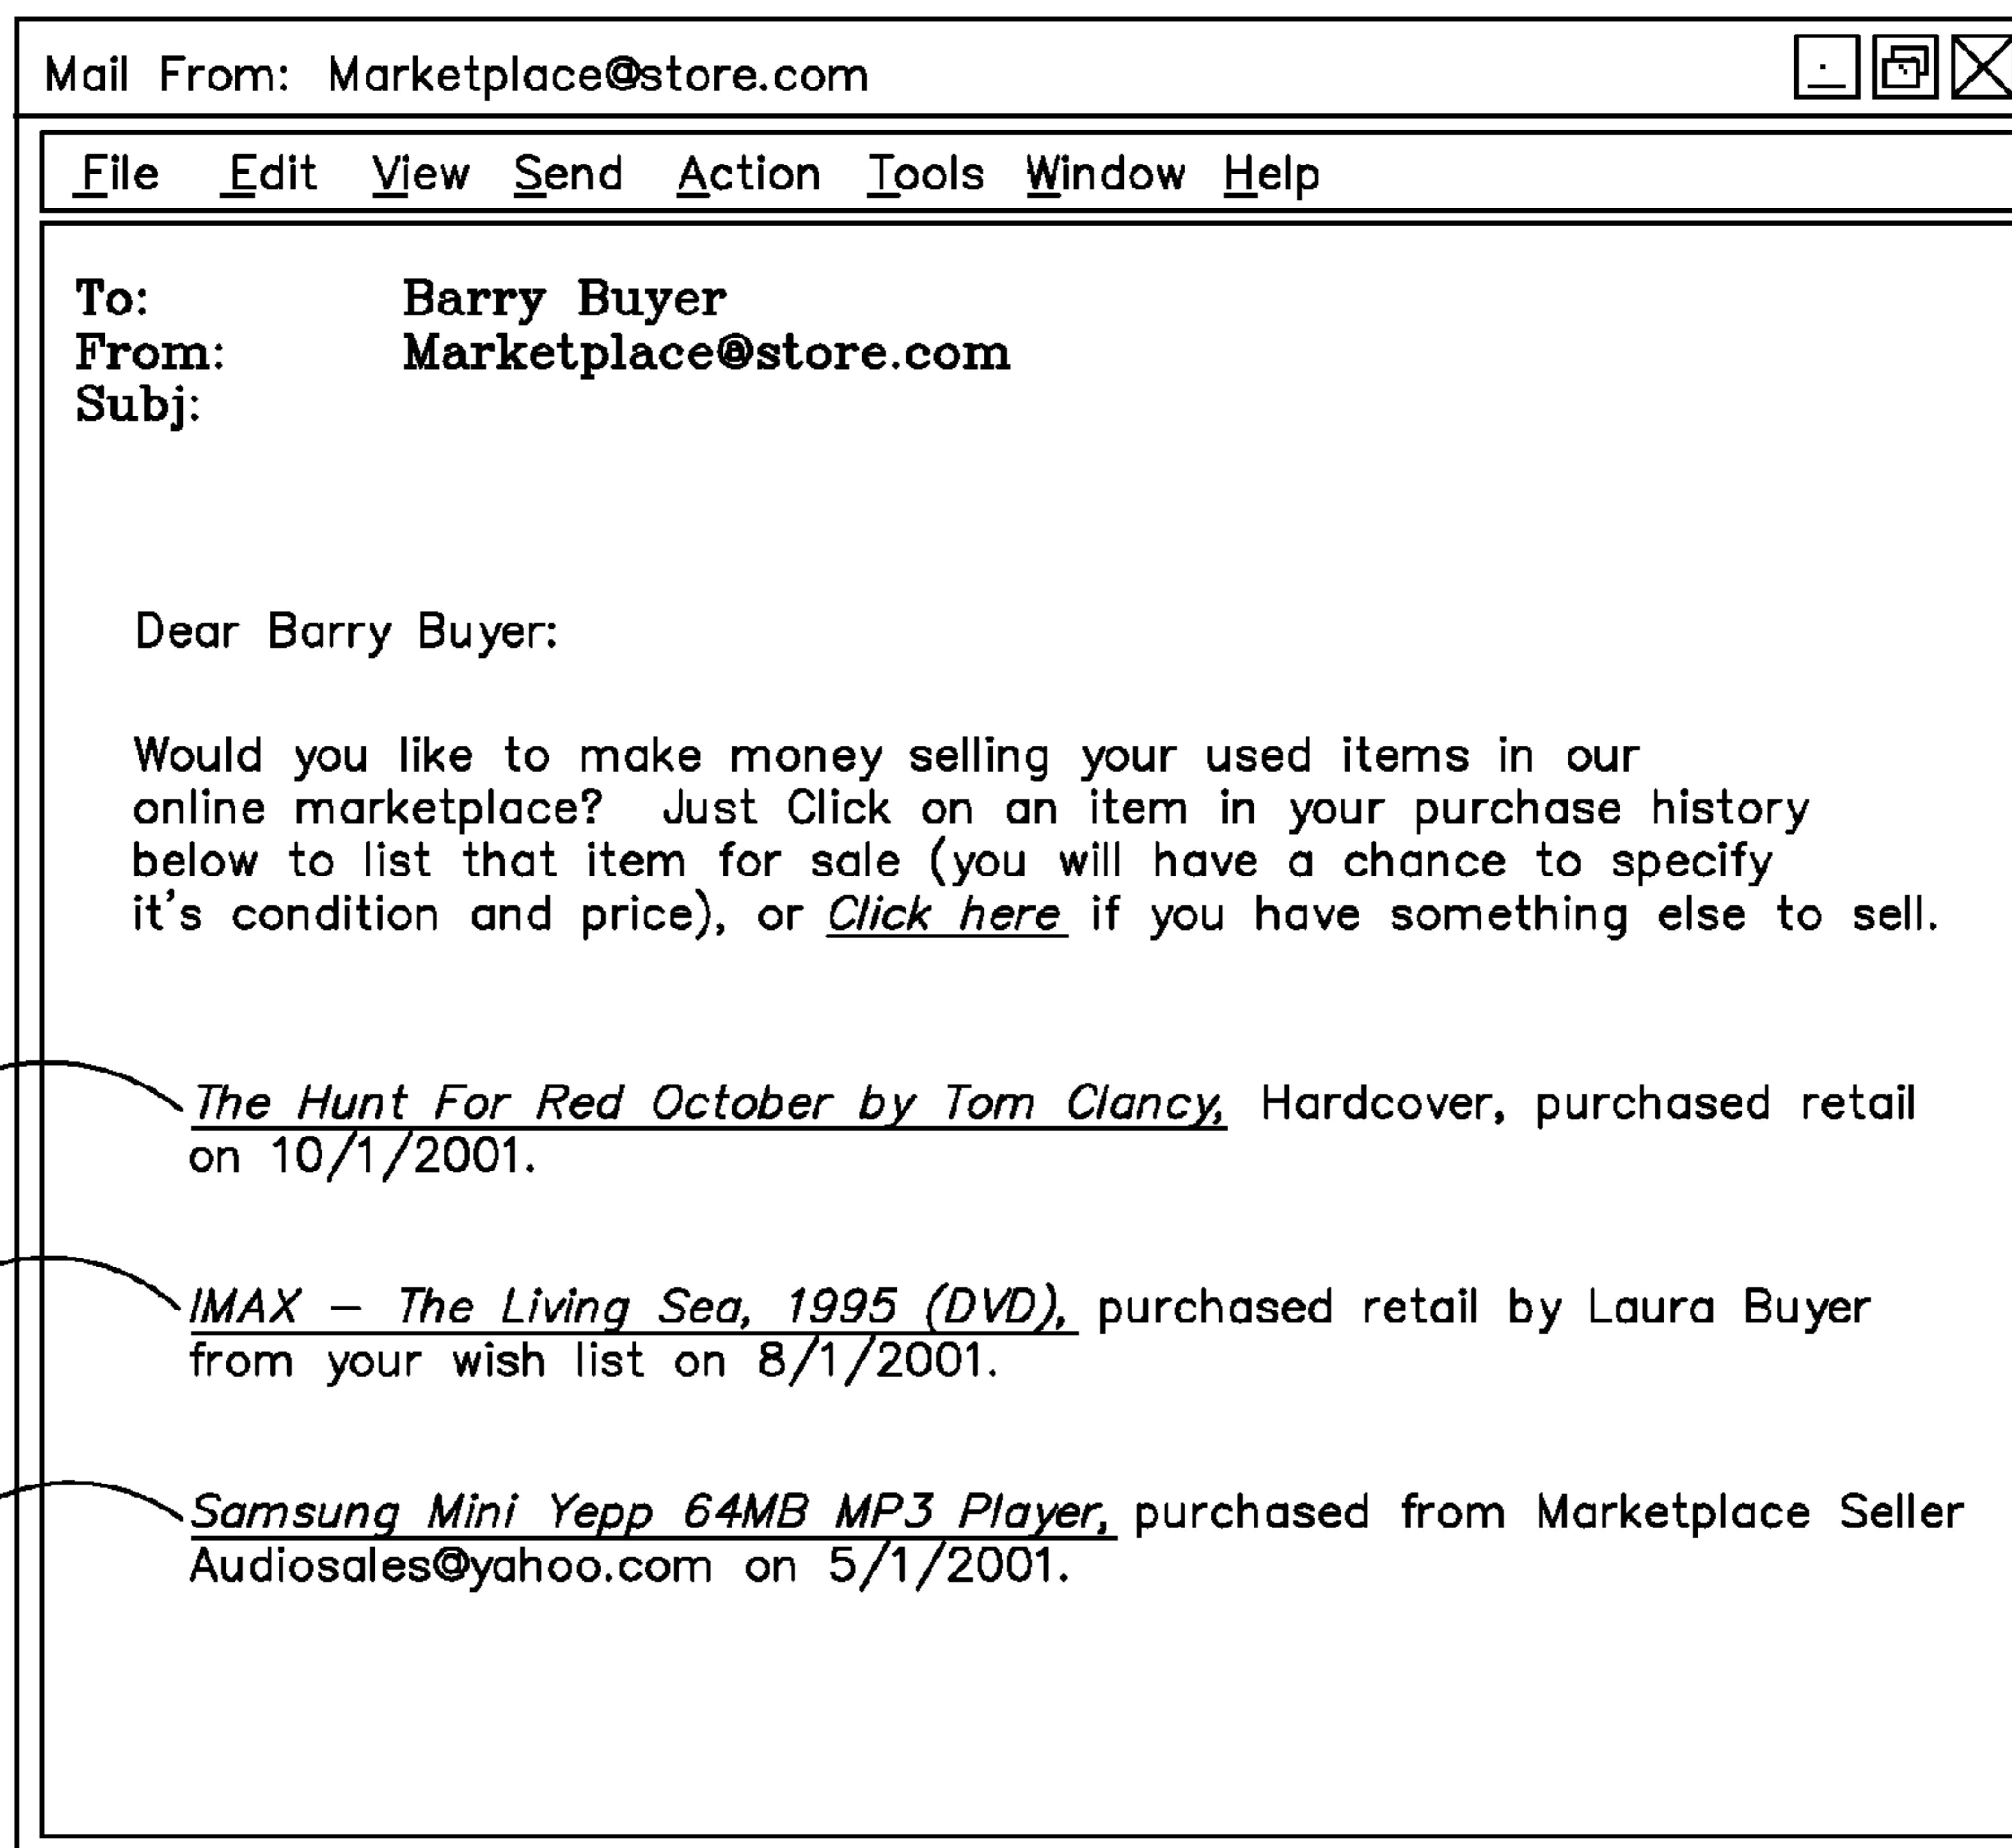 Mail From: Marketplace@store.com
File Edit View Send Action Tools Window Help
To: Barry Buyer
From: Marketplace@store.com
Subj:
Dear Barry Buyer:
Would you like to make money selling your used items in our
online marketplace? Just Click on an item in your purchase history
below to list that item for sale (you will have a chance to specify
it's condition and price), or Click here if you have something else to sell.
The Hunt For Red October by Tom Clancy, Hardcover, purchased retail
on 10/1/2001.
IMAX – The Living Sea, 1995 (DVD), purchased retail by Laura Buyer
from your wish list on 8/1/2001.
Samsung Mini Yepp 64MB MP3 Player, purchased from Marketplace Seller
Audiosales@yahoo.com on 5/1/2001.